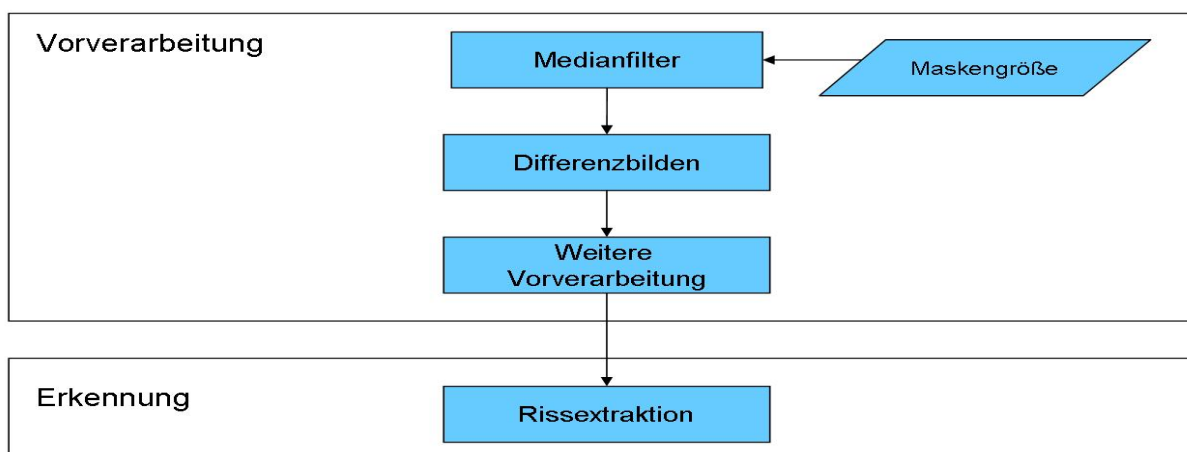 Vorverarbeitung
Medianfilter
Maskengröße
Differenzbilden
Weitere
Vorverarbeitung
Erkennung
Rissextraktion